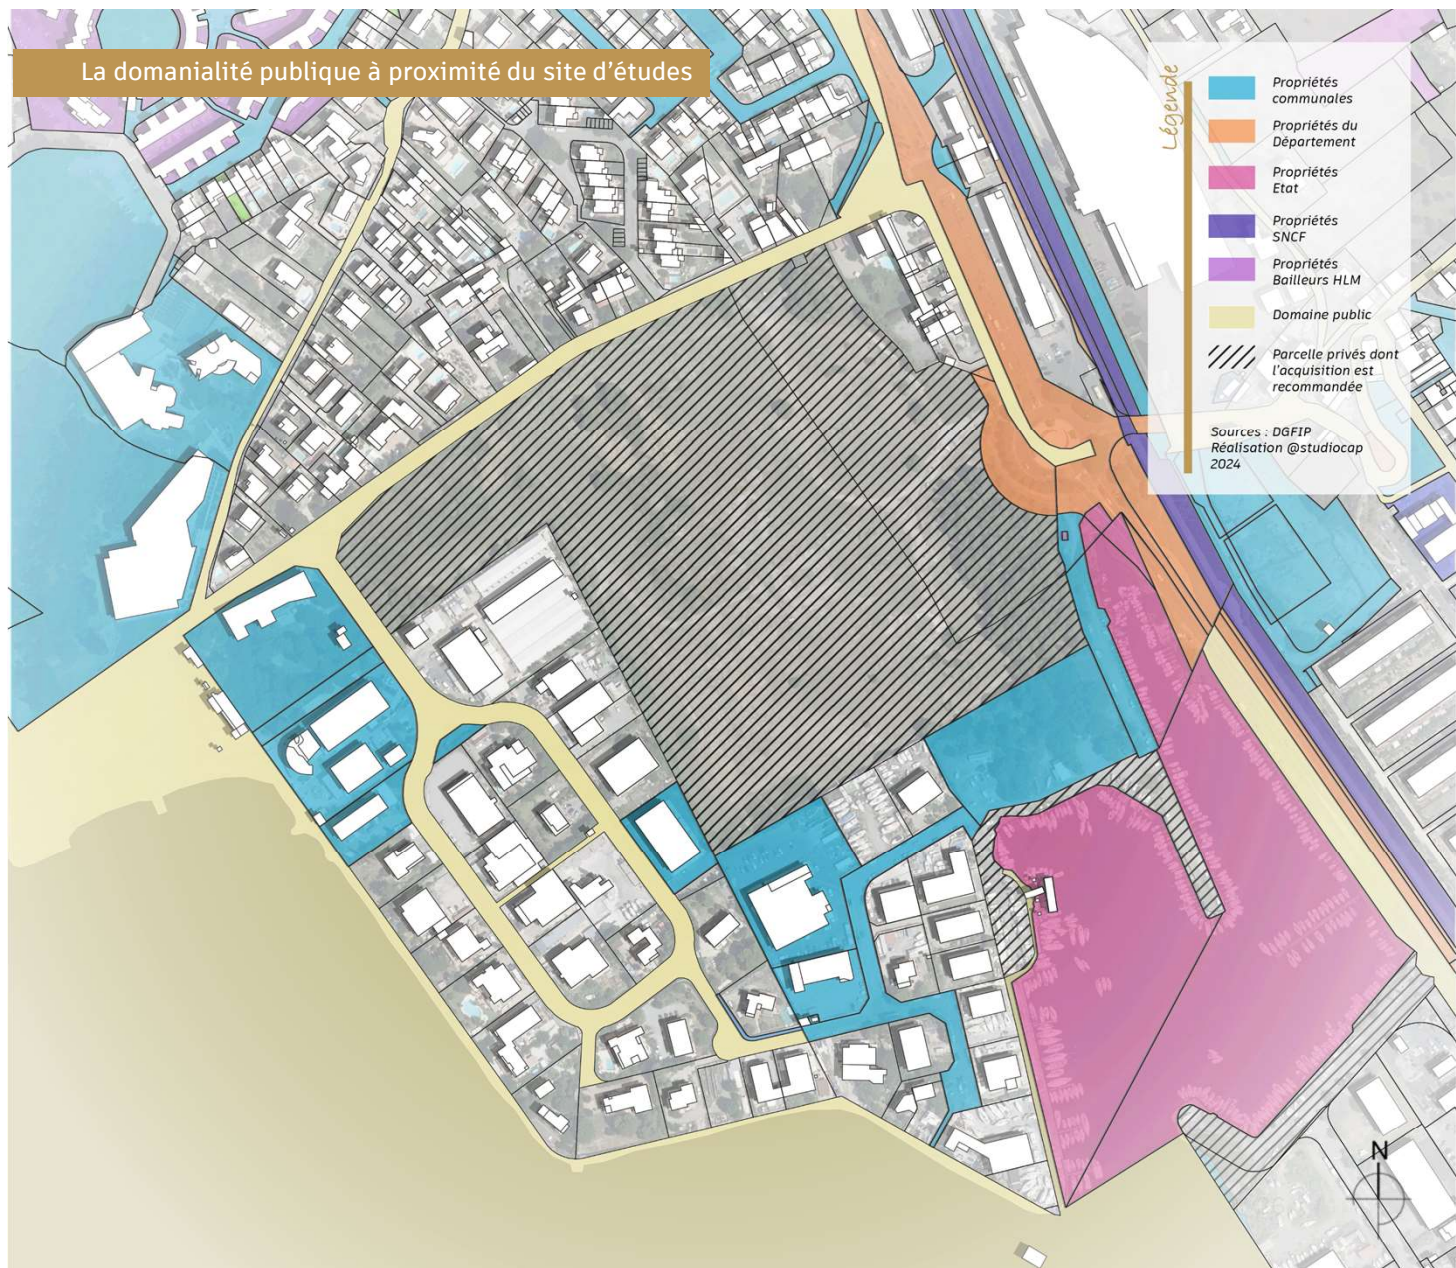 La domanialité publique à proximité du site d'études
Légende
Propriétés
communales
Propriétés du
Département
Propriétés
Etat
Propriétés
SNCF
Propriétés
Bailleurs HLM
Domaine public
Parcelle privés dont
l'acquisition est
recommandée
Sources : DGFIP
Réalisation @studiocap
2024
N